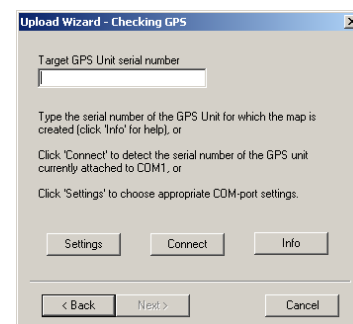 Upload Wizard - Checking GPS
Target GPS Unit serial number
Type the serial number of the GPS Unit for which the map is
created (click 'Info' for help), or
Click 'Connect' to detect the serial number of the GPS unit
currently attached to COM1, or
Click 'Settings' to choose appropriate COM-port settings.
Settings Connect Info
< Back Next > Cancel